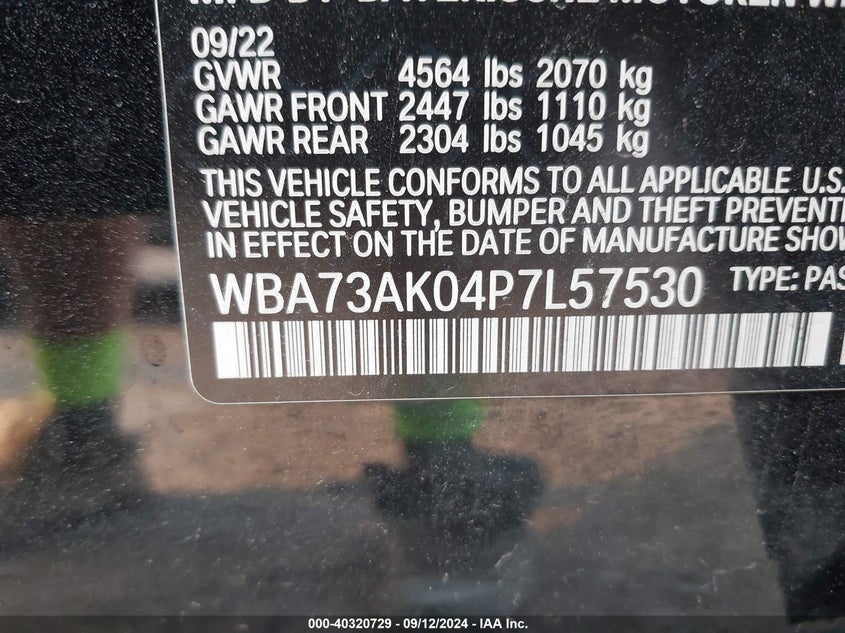 09/22
GVWR 4564 lbs 2070 kg
GAWR FRONT 2447 lbs 1110 kg
GAWR REAR 2304 lbs 1045 kg
THIS VEHICLE CONFORMS TO ALL APPLICABLE U.S.
VEHICLE SAFETY, BUMPER AND THEFT PREVENTI
IN EFFECT ON THE DATE OF MANUFACTURE SHOW
WBA73AK04P7L57530 TYPE: PAS
000-40320729 - 09/12/2024 - IAA Inc.